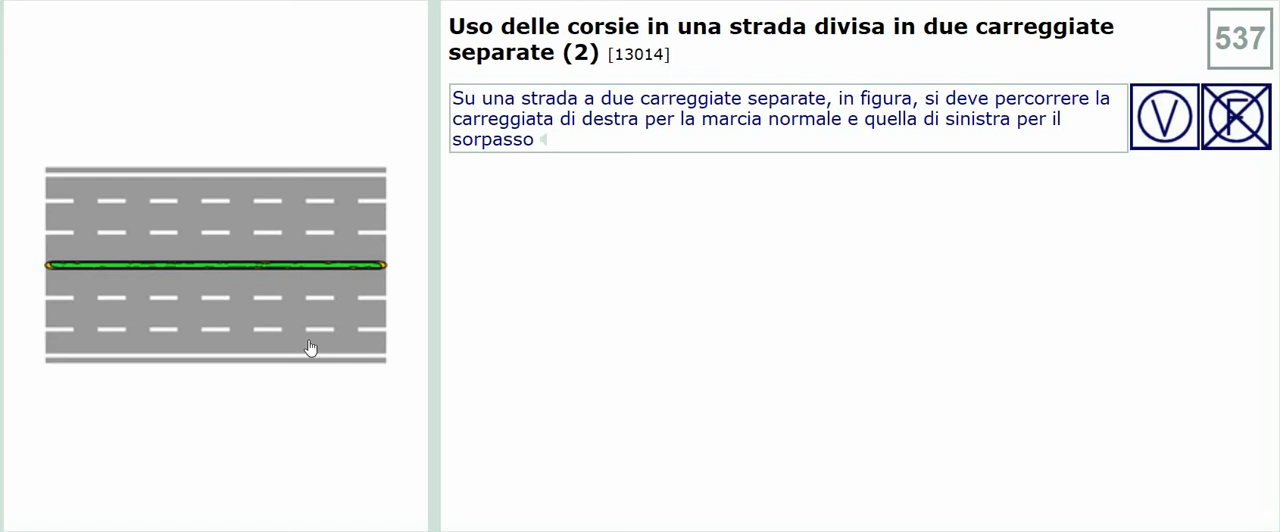 Uso delle corsie in una strada divisa in due carreggiate
separate (2) [13014]
537
Su una strada a due carreggiate separate, in figura, si deve percorrere la
carreggiata di destra per la marcia normale e quella di sinistra per il
sorpasso
V F